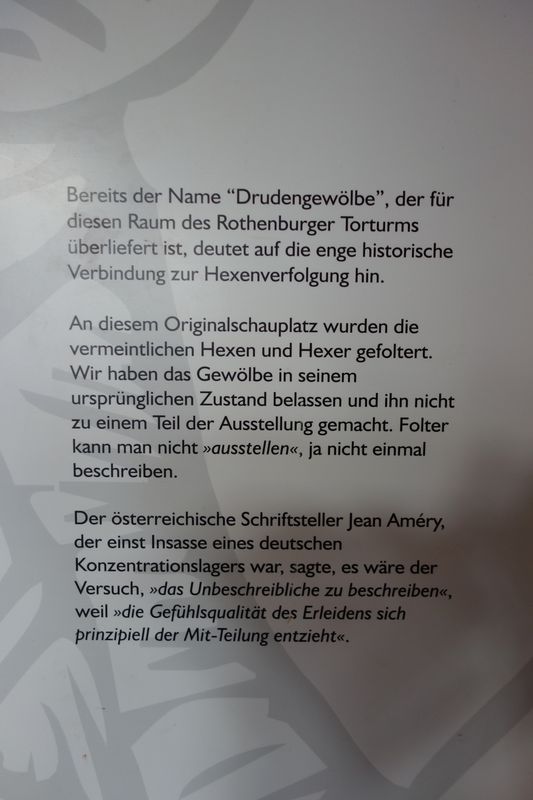 Bereits der Name “Drudengewölbe”, der für
diesen Raum des Rothenburger Torturms
überliefert ist, deutet auf die enge historische
Verbindung zur Hexenverfolgung hin.
An diesem Originalschauplatz wurden die
vermeintlichen Hexen und Hexer gefoltert.
Wir haben das Gewölbe in seinem
ursprünglichen Zustand belassen und ihn nicht
zu einem Teil der Ausstellung gemacht. Folter
kann man nicht »ausstellen«, ja nicht einmal
beschreiben.
Der österreichische Schriftsteller Jean Améry,
der einst Insasse eines deutschen
Konzentrationslagers war, sagte, es wäre der
Versuch, »das Unbeschreibliche zu beschreiben«,
weil »die Gefühlsqualität des Erleidens sich
prinzipiell der Mit-Teilung entzieht«.